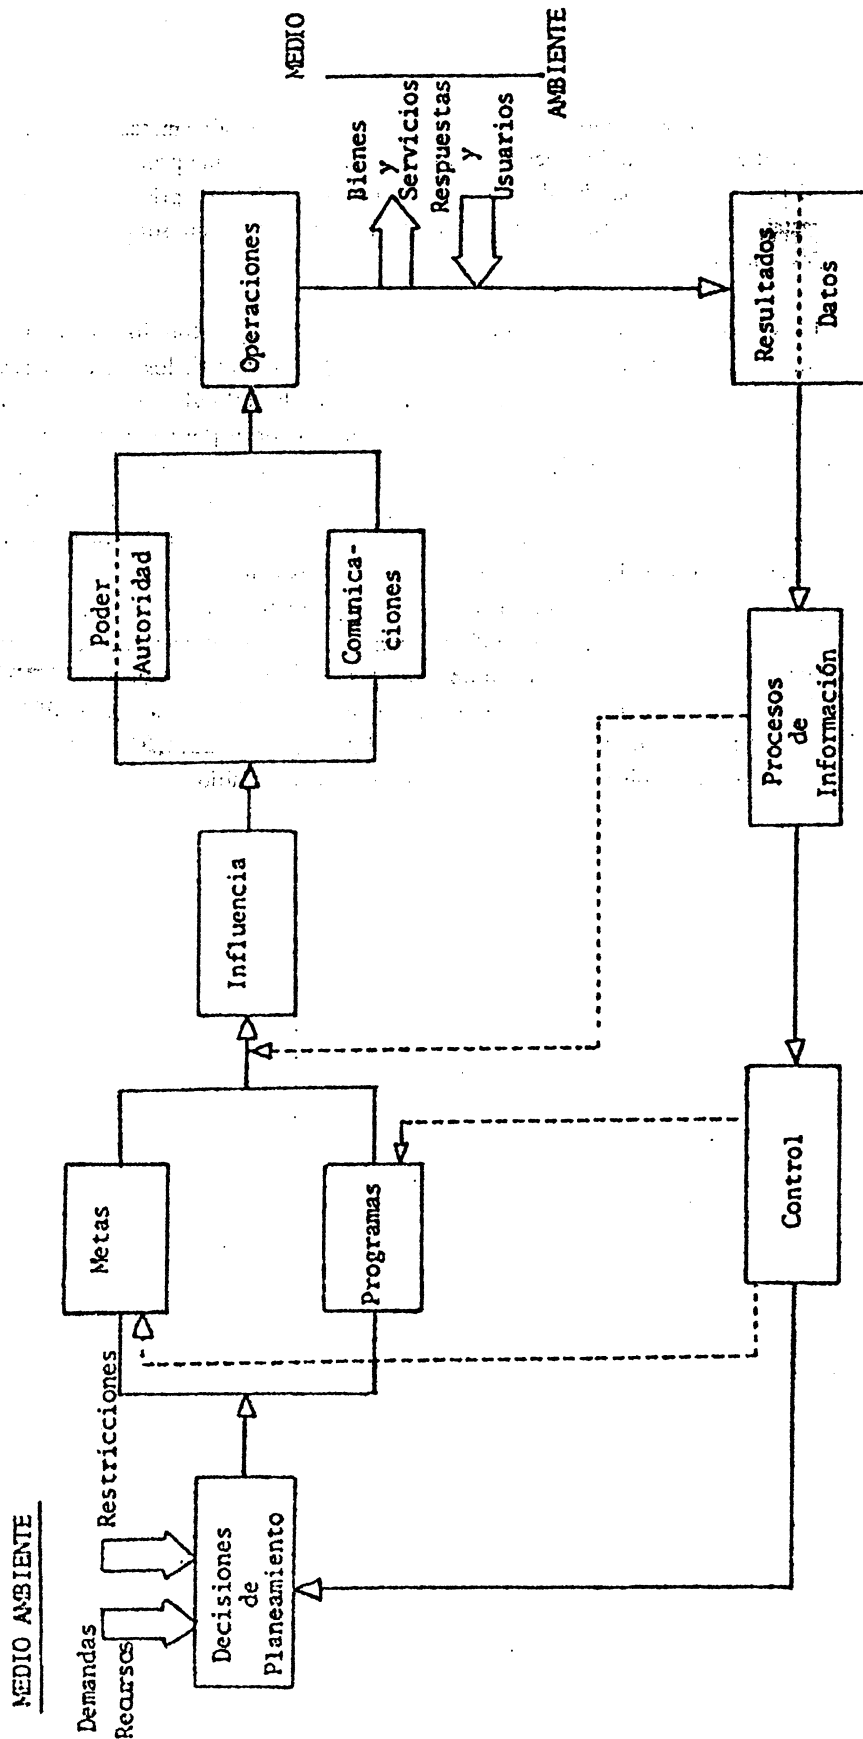 MEDIO AMBIENTE
Demandas
Recursos
Restricciones
Decisiones
de
Planeamiento
Metas
Programas
Influencia
Poder
Autoridad
Comunica-
ciones
Operaciones
MEDIO
AMBIENTE
Bienes
y
Servicios
Respuestas
y
Usuarios
Resultados
Datos
Procesos
de
Información
Control